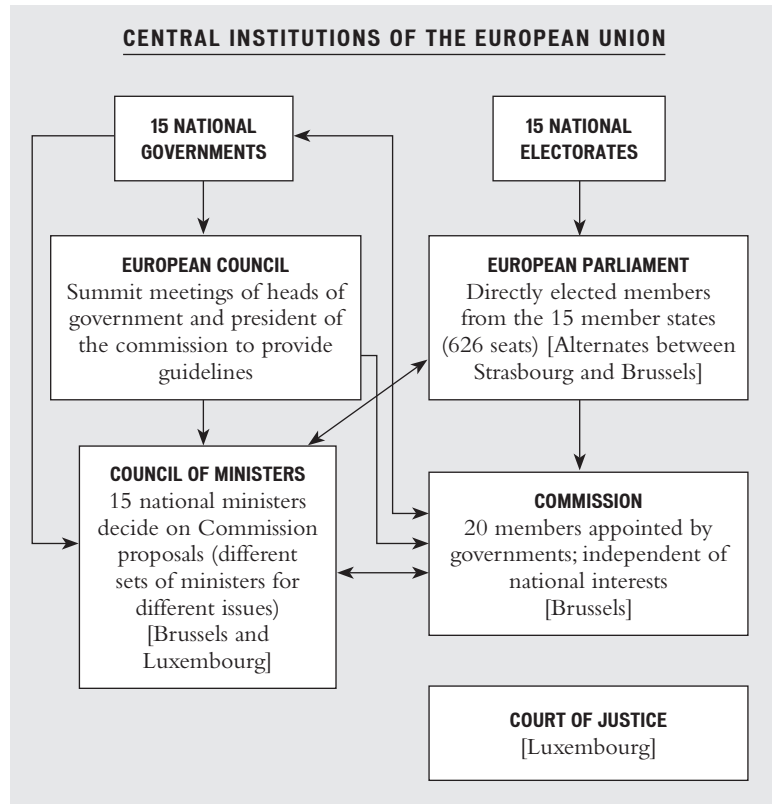 CENTRAL INSTITUTIONS OF THE EUROPEAN UNION
15 NATIONAL
GOVERNMENTS
15 NATIONAL
ELECTORATES
EUROPEAN COUNCIL
Summit meetings of heads of
government and president of
the commission to provide
guidelines
EUROPEAN PARLIAMENT
Directly elected members
from the 15 member states
(626 seats) [Alternates between
Strasbourg and Brussels]
COUNCIL OF MINISTERS
15 national ministers
decide on Commission
proposals (different
sets of ministers for
different issues)
[Brussels and
Luxembourg]
COMMISSION
20 members appointed by
governments; independent of
national interests
[Brussels]
COURT OF JUSTICE
[Luxembourg]